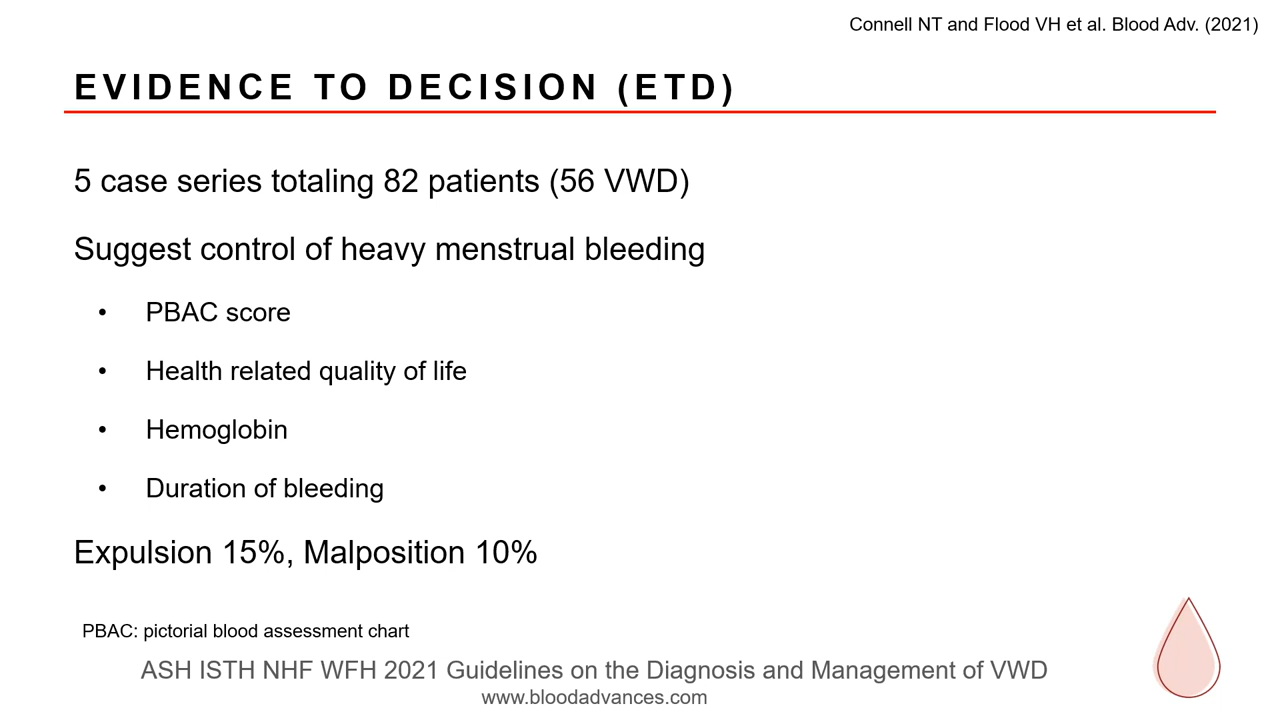 Connell NT and Flood VH et al. Blood Adv. (2021)
EVIDENCE TO DECISION (ETD)
5 case series totaling 82 patients (56 VWD)
Suggest control of heavy menstrual bleeding
• PBAC score
• Health related quality of life
• Hemoglobin
• Duration of bleeding
Expulsion 15%, Malposition 10%
PBAC: pictorial blood assessment chart
ASH ISTH NHF WFH 2021 Guidelines on the Diagnosis and Management of VWD
www.bloodadvances.com